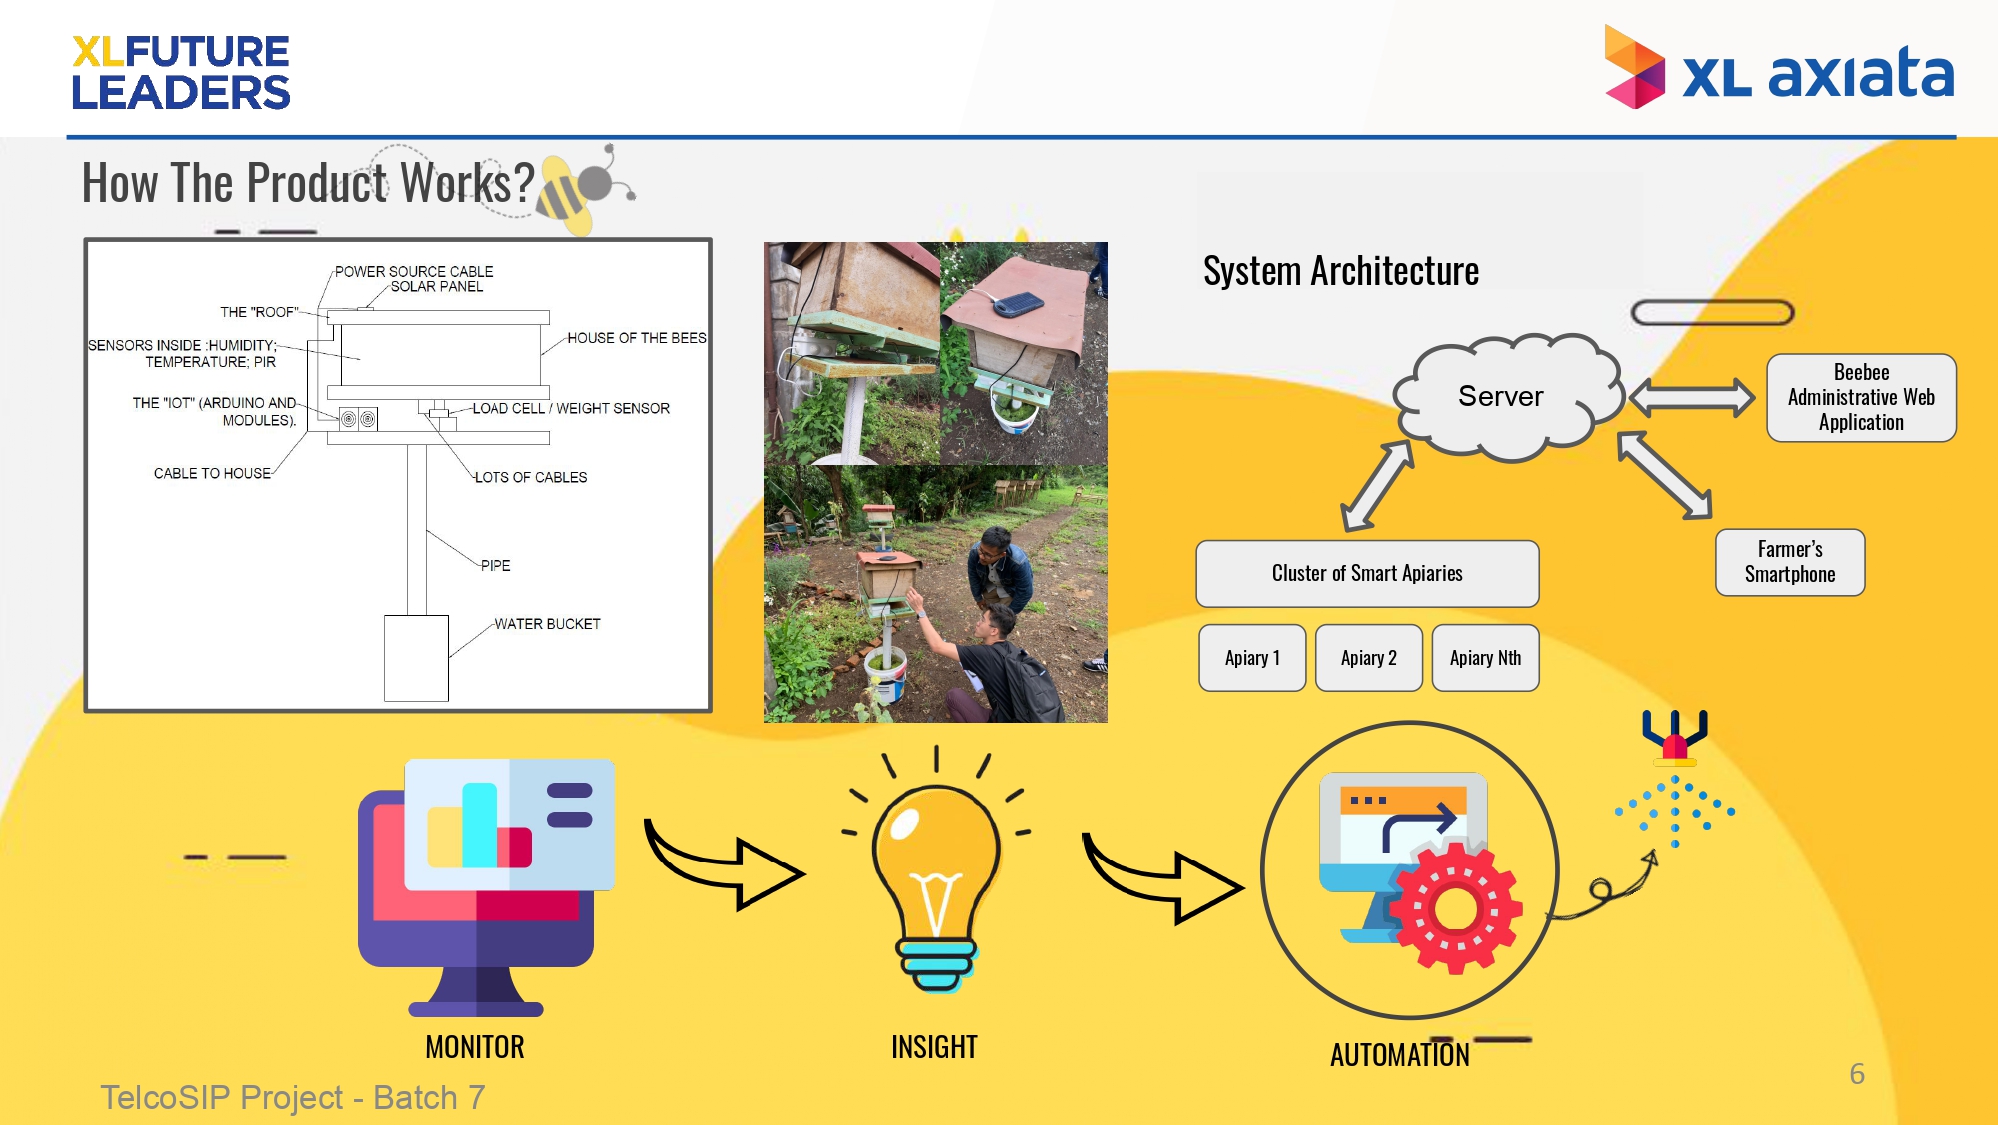 XLFUTURE
LEADERS
XL axiata
How The Product Works?
POWER SOURCE CABLE
SOLAR PANEL
THE "ROOF"
SENSORS INSIDE :HUMIDITY;
TEMPERATURE; PIR
HOUSE OF THE BEES
THE "IOT" (ARDUINO AND
MODULES).
LOAD CELL / WEIGHT SENSOR
CABLE TO HOUSE
LOTS OF CABLES
PIPE
WATER BUCKET
System Architecture
Server
Beebee
Administrative Web
Application
Farmer's
Smartphone
Cluster of Smart Apiaries
Apiary 1
Apiary 2
Apiary Nth
MONITOR
INSIGHT
AUTOMATION
TelcoSIP Project - Batch 7
6